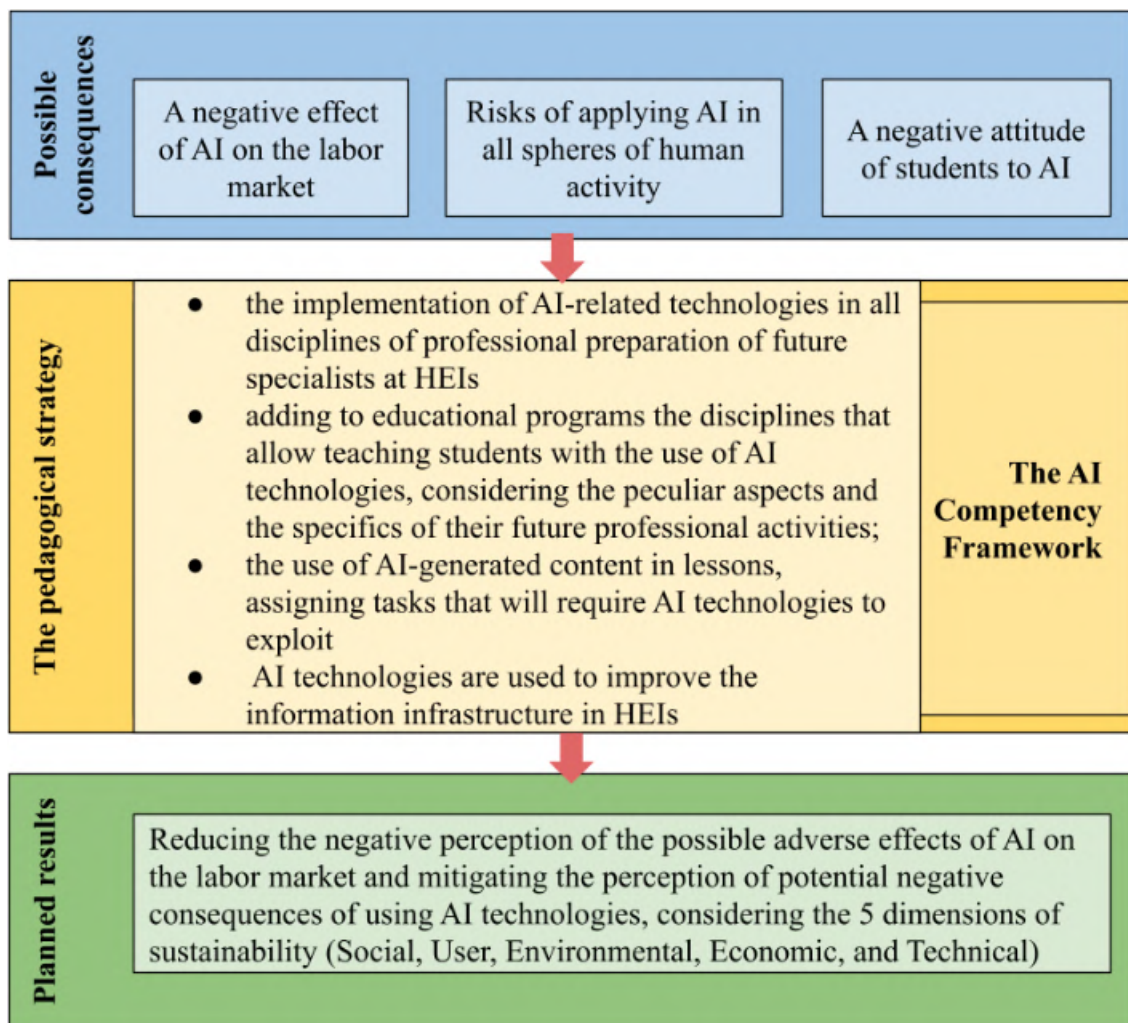 Possible
consequences
A negative effect
of AI on the labor
market
Risks of applying AI in
all spheres of human
activity
A negative attitude
of students to AI
The pedagogical strategy
● the implementation of AI-related technologies in all
disciplines of professional preparation of future
specialists at HEIs
● adding to educational programs the disciplines that
allow teaching students with the use of AI
technologies, considering the peculiar aspects and
the specifics of their future professional activities;
● the use of AI-generated content in lessons,
assigning tasks that will require AI technologies to
exploit
● AI technologies are used to improve the
information infrastructure in HEIs
The AI
Competency
Framework
Planned results
Reducing the negative perception of the possible adverse effects of AI on
the labor market and mitigating the perception of potential negative
consequences of using AI technologies, considering the 5 dimensions of
sustainability (Social, User, Environmental, Economic, and Technical)